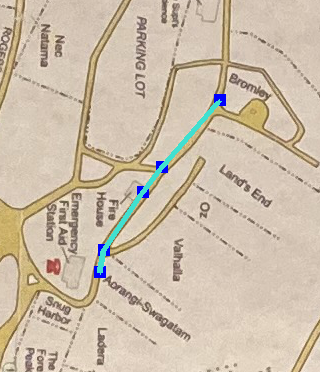 PARKING LOT
Nac
Natama
Bromley
Land's End
Oz
Valhalla
Fire
House
Emergency
First Aid
Station
Aorangi-Swagatam
Snug
Harbor
Ladera
The